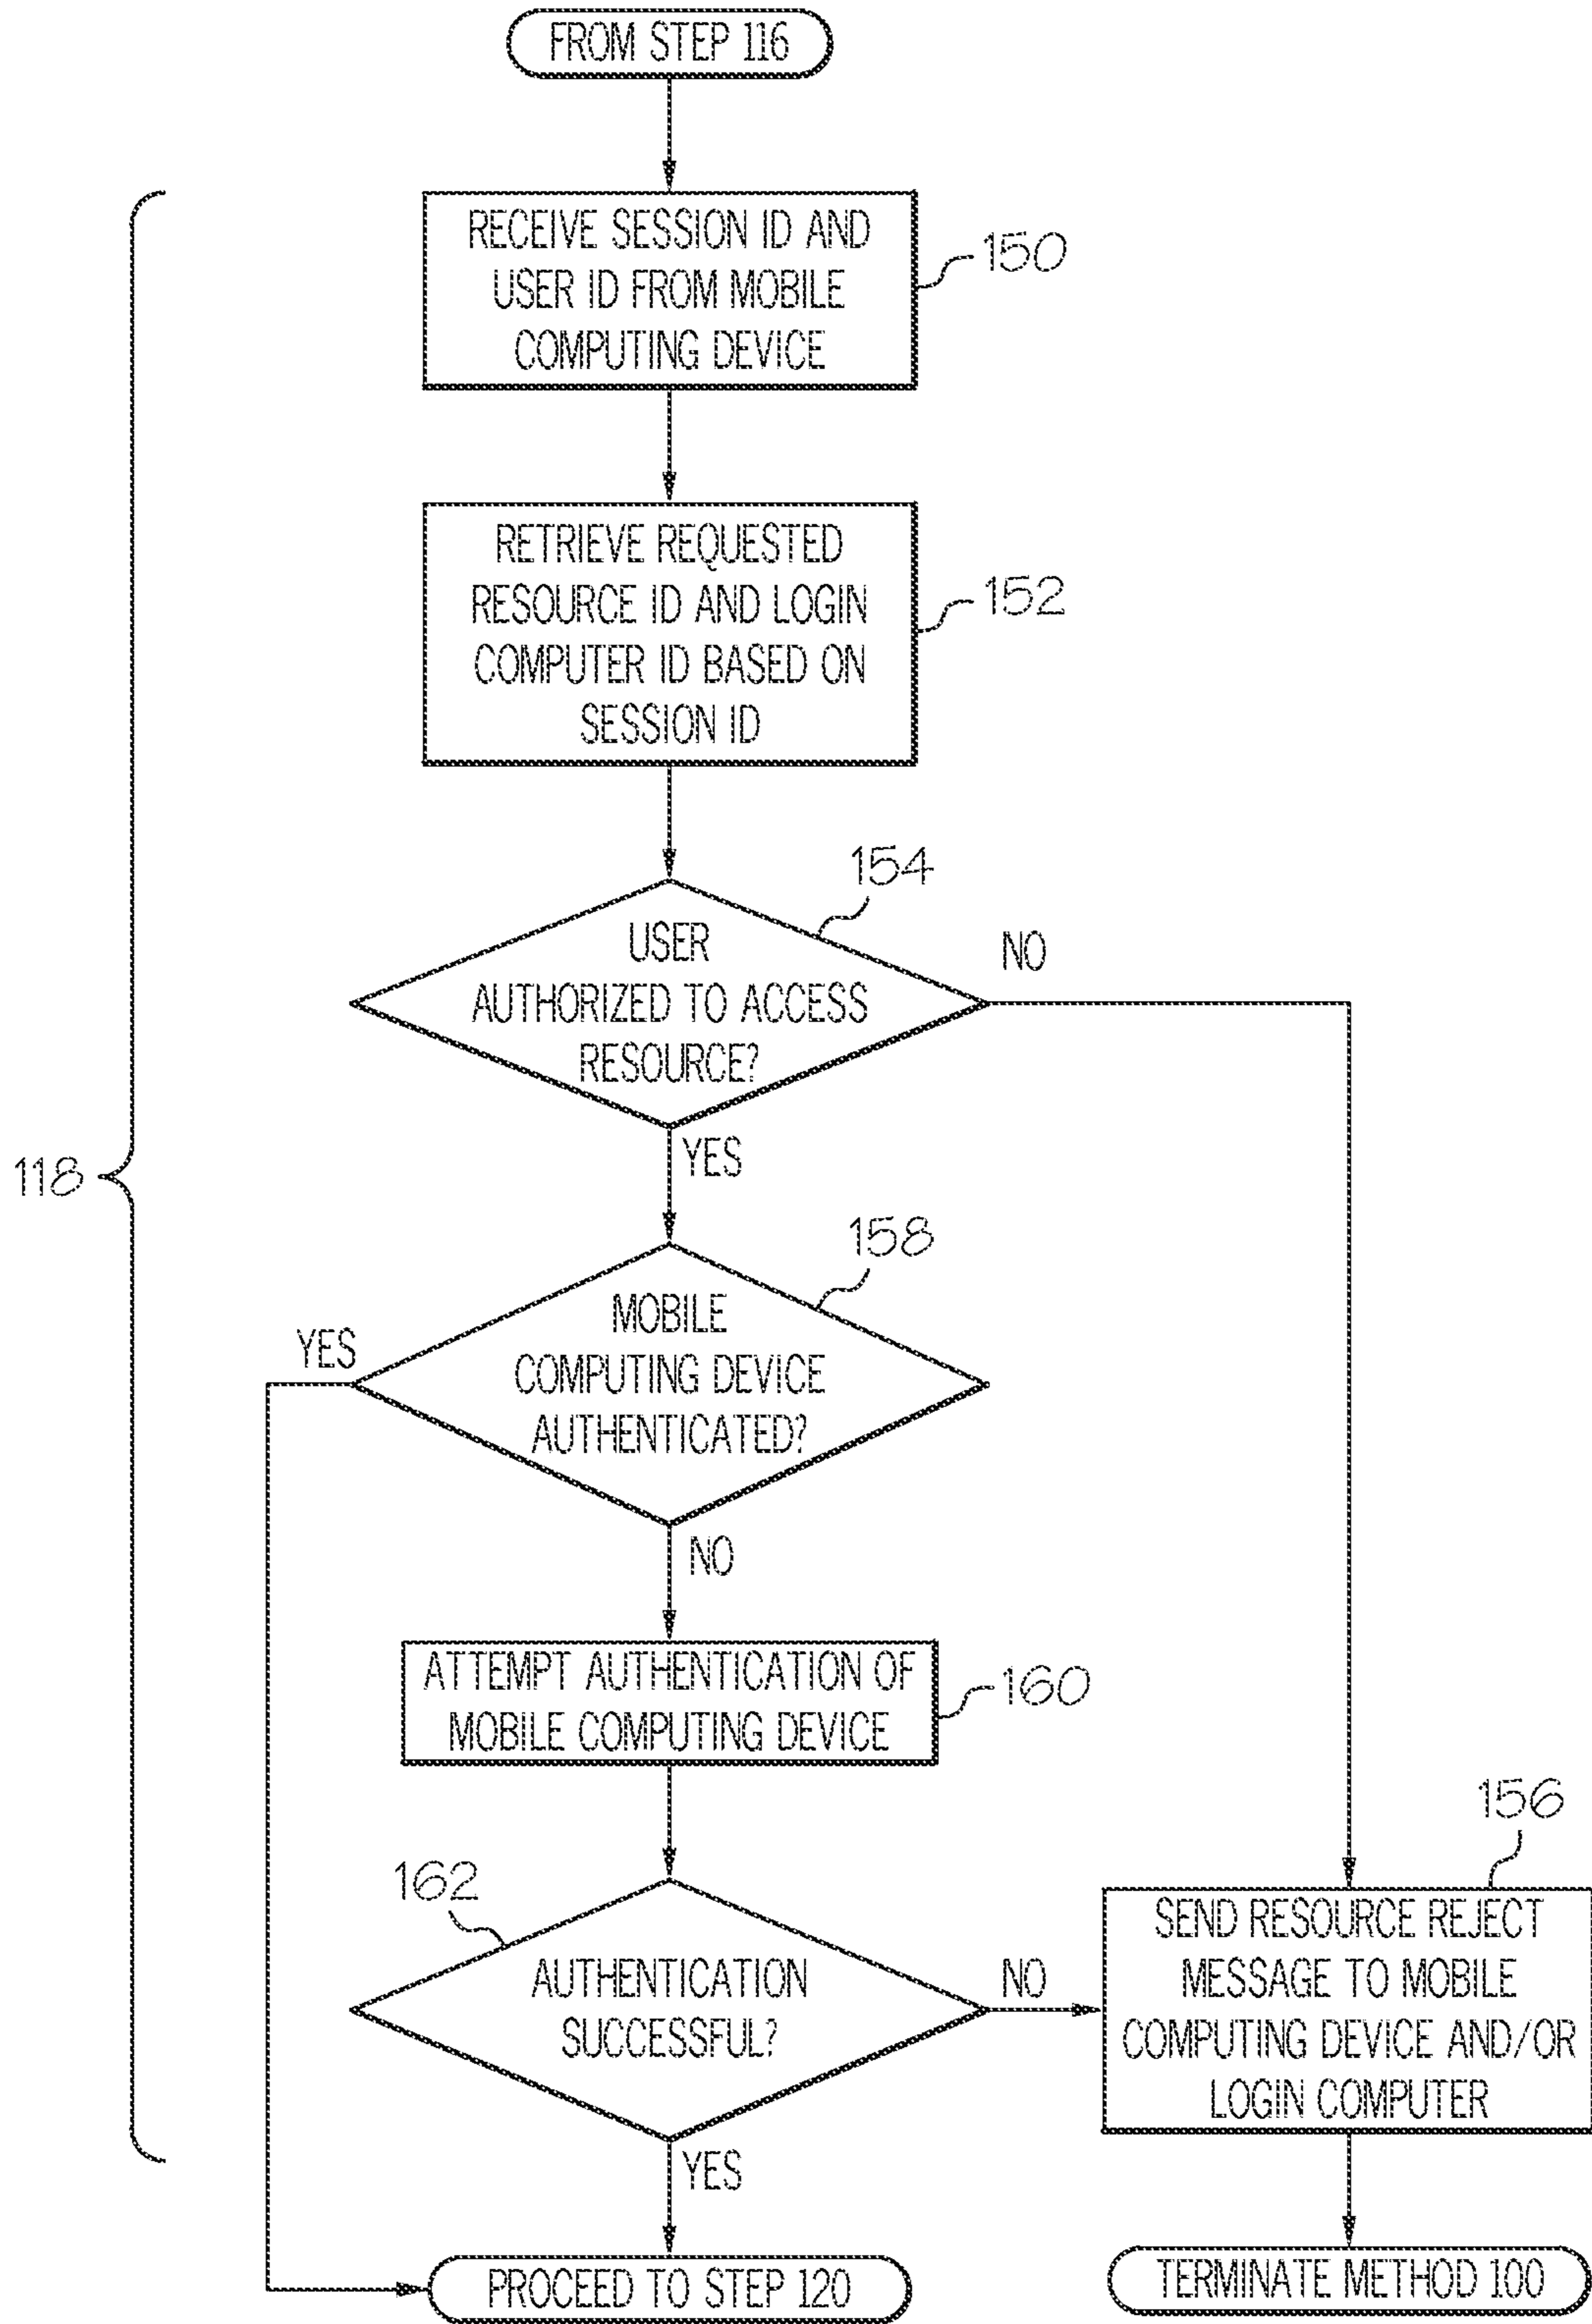 FROM STEP 116
RECEIVE SESSION ID AND
USER ID FROM MOBILE
COMPUTING DEVICE
150
RETRIEVE REQUESTED
RESOURCE ID AND LOGIN
COMPUTER ID BASED ON
SESSION ID
152
154
USER
AUTHORIZED TO ACCESS
RESOURCE?
NO
YES
118
158
MOBILE
COMPUTING DEVICE
AUTHENTICATED?
YES
NO
ATTEMPT AUTHENTICATION OF
MOBILE COMPUTING DEVICE
160
162
AUTHENTICATION
SUCCESSFUL?
NO
YES
156
SEND RESOURCE REJECT
MESSAGE TO MOBILE
COMPUTING DEVICE AND/OR
LOGIN COMPUTER
PROCEED TO STEP 120
TERMINATE METHOD 100